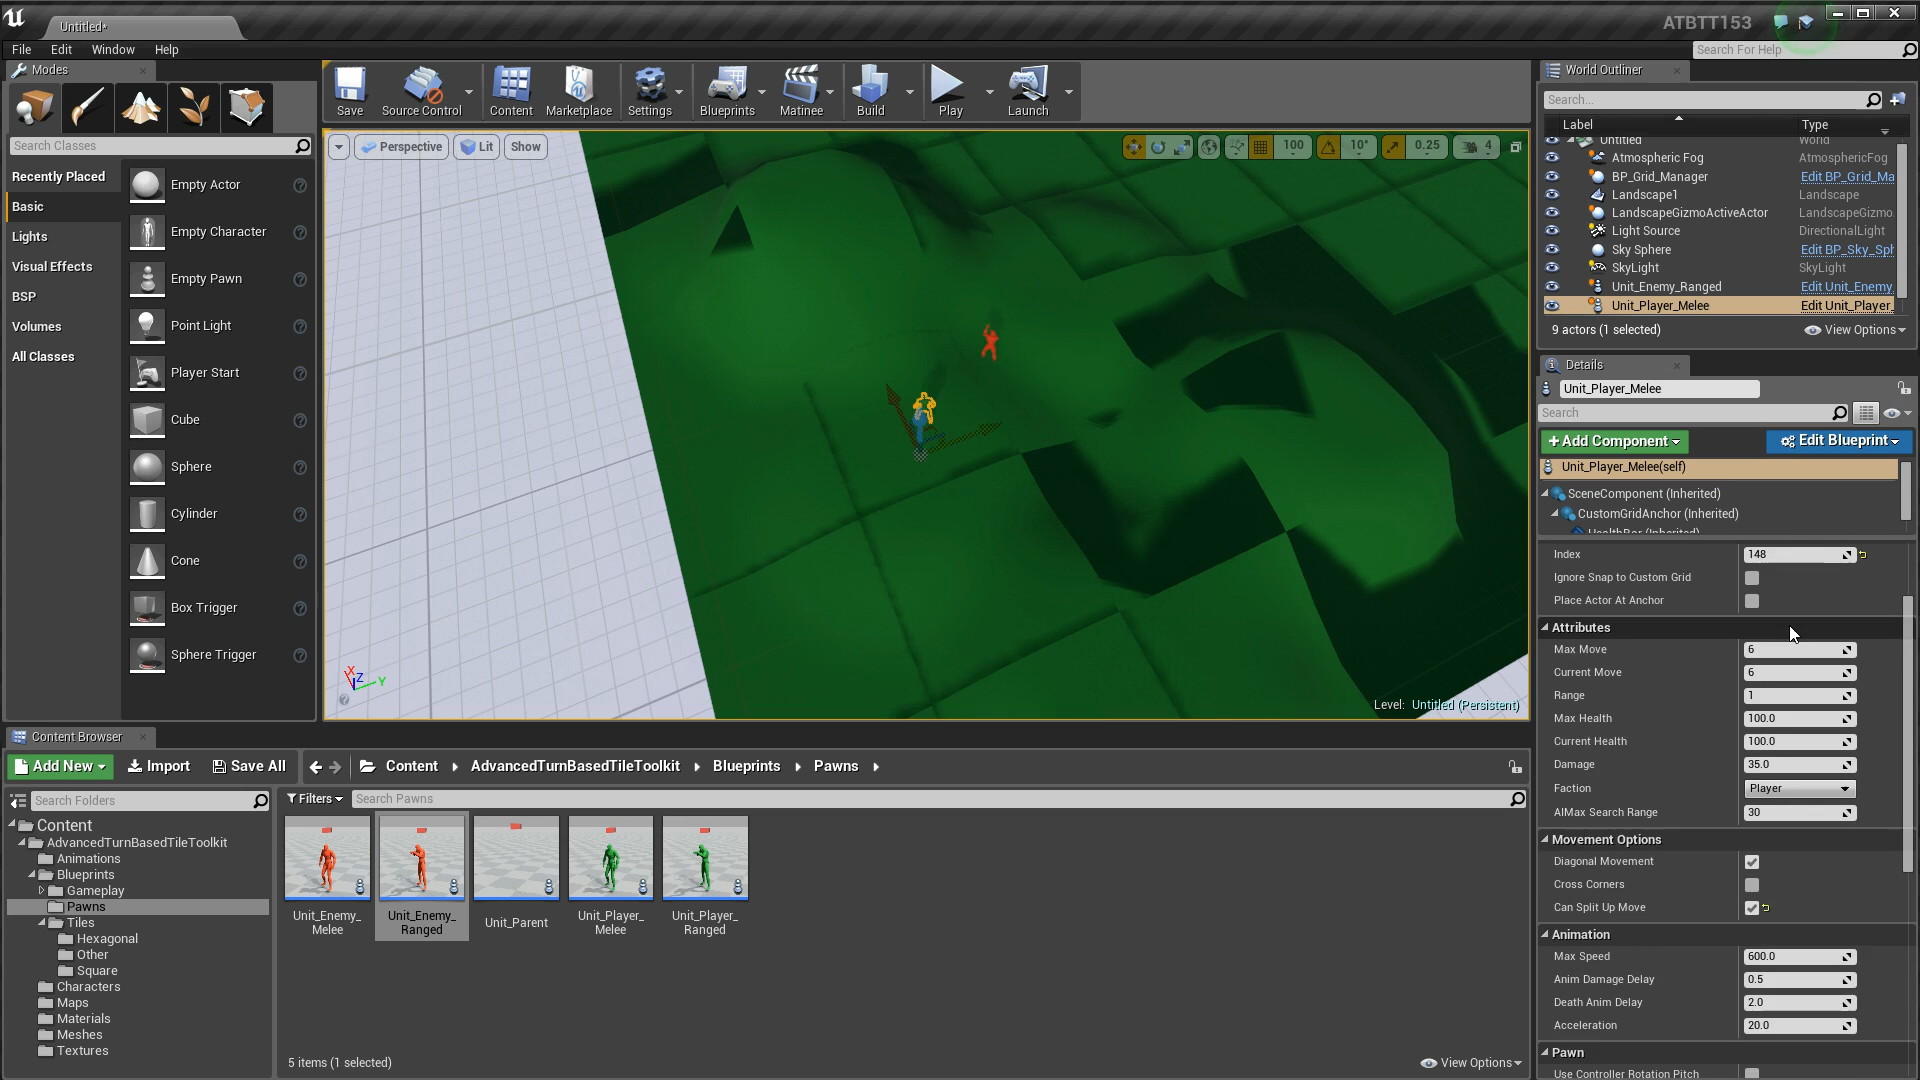 Untitled*
ATBTT153
File Edit Window Help
Search For Help
Modes
Search Classes
Recently Placed
Basic
Lights
Visual Effects
BSP
Volumes
All Classes
Empty Actor
Empty Character
Empty Pawn
Point Light
Player Start
Cube
Sphere
Cylinder
Cone
Box Trigger
Sphere Trigger
Save
Source Control
Content
Marketplace
Settings
Blueprints
Matinee
Build
Play
Launch
Perspective Lit Show
100 10° 0.25 4
X Z Y
Level: Untitled (Persistent)
World Outliner
Search...
Label Type
Untitled World
Atmospheric Fog AtmosphericFog
BP_Grid_Manager Edit BP_Grid_Ma
Landscape1 Landscape
LandscapeGizmoActiveActor LandscapeGizmo
Light Source DirectionalLight
Sky Sphere Edit BP_Sky_Sph
SkyLight SkyLight
Unit_Enemy_Ranged Edit Unit_Enemy
Unit_Player_Melee Edit Unit_Player
9 actors (1 selected) View Options
Details
Unit_Player_Melee
Search
+Add Component Edit Blueprint
Unit_Player_Melee(self)
SceneComponent (Inherited)
CustomGridAnchor (Inherited)
HealthBar (Inherited)
Index 148
Ignore Snap to Custom Grid
Place Actor At Anchor
Attributes
Max Move 6
Current Move 6
Range 1
Max Health 100.0
Current Health 100.0
Damage 35.0
Faction Player
AIMax Search Range 30
Movement Options
Diagonal Movement
Cross Corners
Can Split Up Move
Animation
Max Speed 600.0
Anim Damage Delay 0.5
Death Anim Delay 2.0
Acceleration 20.0
Pawn
Use Controller Rotation Pitch
Content Browser
Add New Import Save All
Content AdvancedTurnBasedTileToolkit Blueprints Pawns
Search Folders
Filters Search Pawns
Content
AdvancedTurnBasedTileToolkit
Animations
Blueprints
Gameplay
Pawns
Tiles
Hexagonal
Other
Square
Characters
Maps
Materials
Meshes
Textures
Unit_Enemy_
Melee
Unit_Enemy_
Ranged
Unit_Parent
Unit_Player_
Melee
Unit_Player_
Ranged
5 items (1 selected) View Options